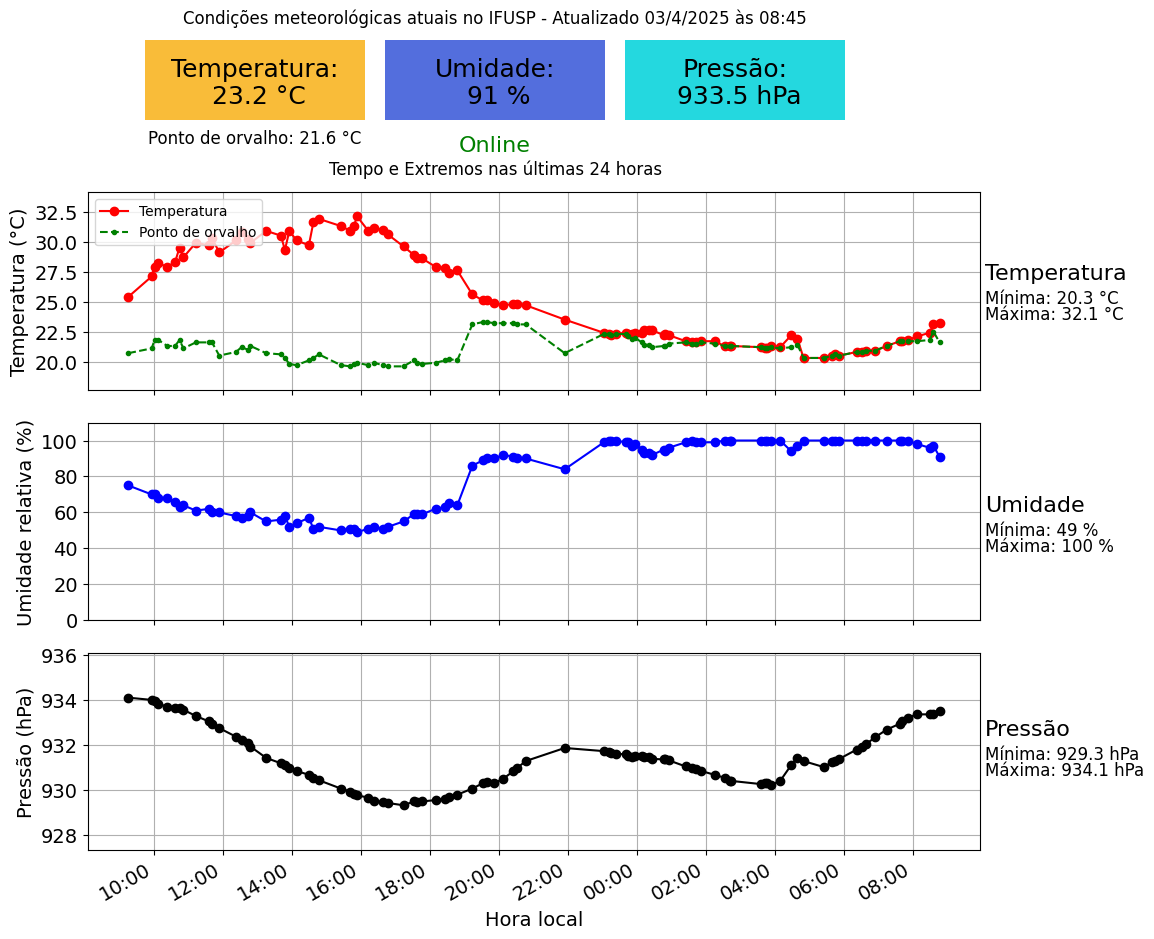 Condições meteorológicas atuais no IFUSP - Atualizado 03/4/2025 às 08:45
Temperatura:
23.2 °C
Umidade:
91 %
Pressão:
933.5 hPa
Ponto de orvalho: 21.6 °C
Online
Tempo e Extremos nas últimas 24 horas
Temperatura
Ponto de orvalho
Temperatura (°C)
32.5
30.0
27.5
25.0
22.5
20.0
Temperatura
Mínima: 20.3 °C
Máxima: 32.1 °C
Umidade relativa (%)
100
80
60
40
20
0
Umidade
Mínima: 49 %
Máxima: 100 %
Pressão (hPa)
936
934
932
930
928
Pressão
Mínima: 929.3 hPa
Máxima: 934.1 hPa
10:00
12:00
14:00
16:00
18:00
20:00
22:00
00:00
02:00
04:00
06:00
08:00
Hora local